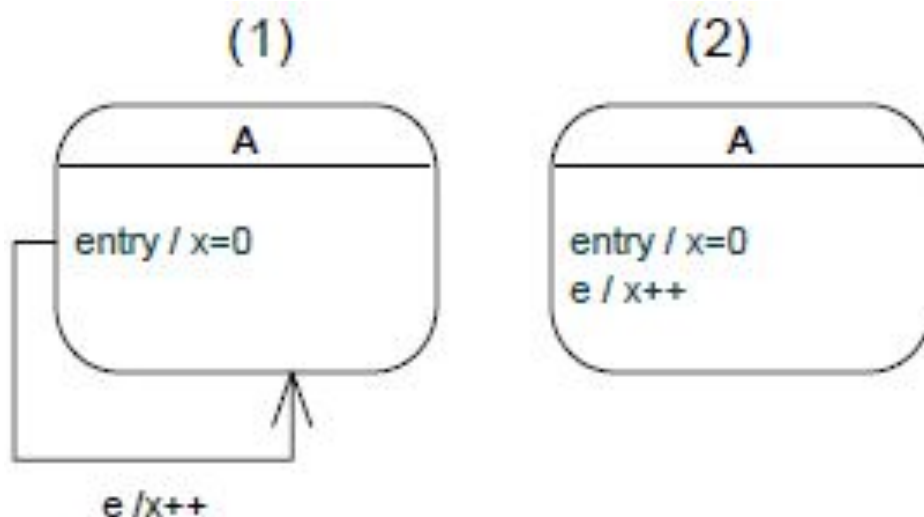 (1)
(2)
A
entry / x=0
e /x++
A
entry / x=0
e / x++